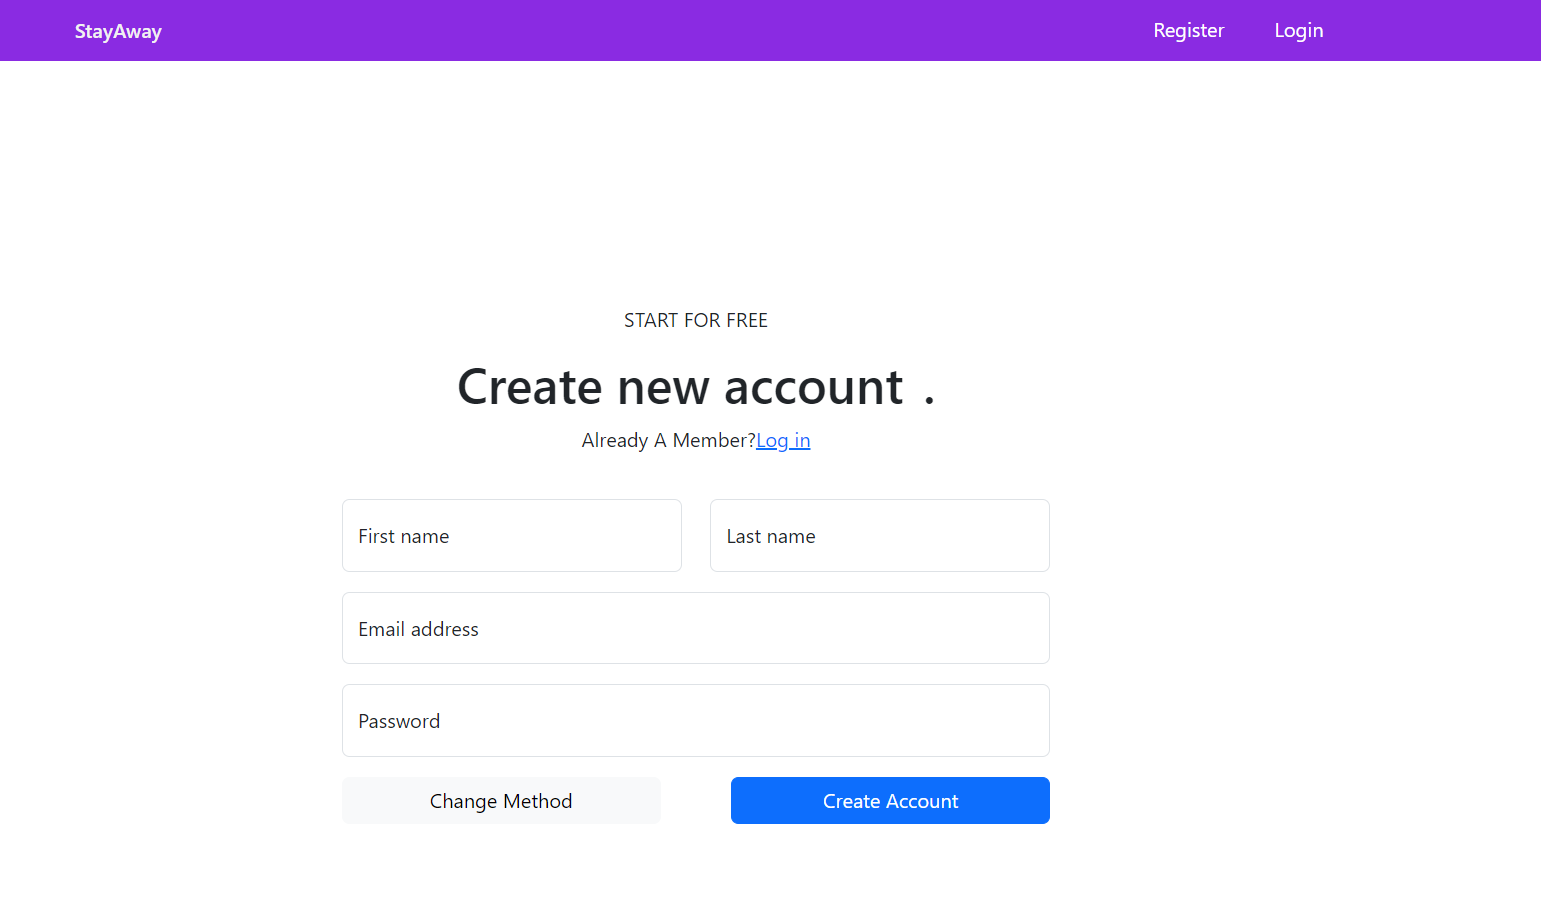 StayAway Register Login
START FOR FREE
Create new account .
Already A Member?Log in
First name Last name
Email address
Password
Change Method Create Account